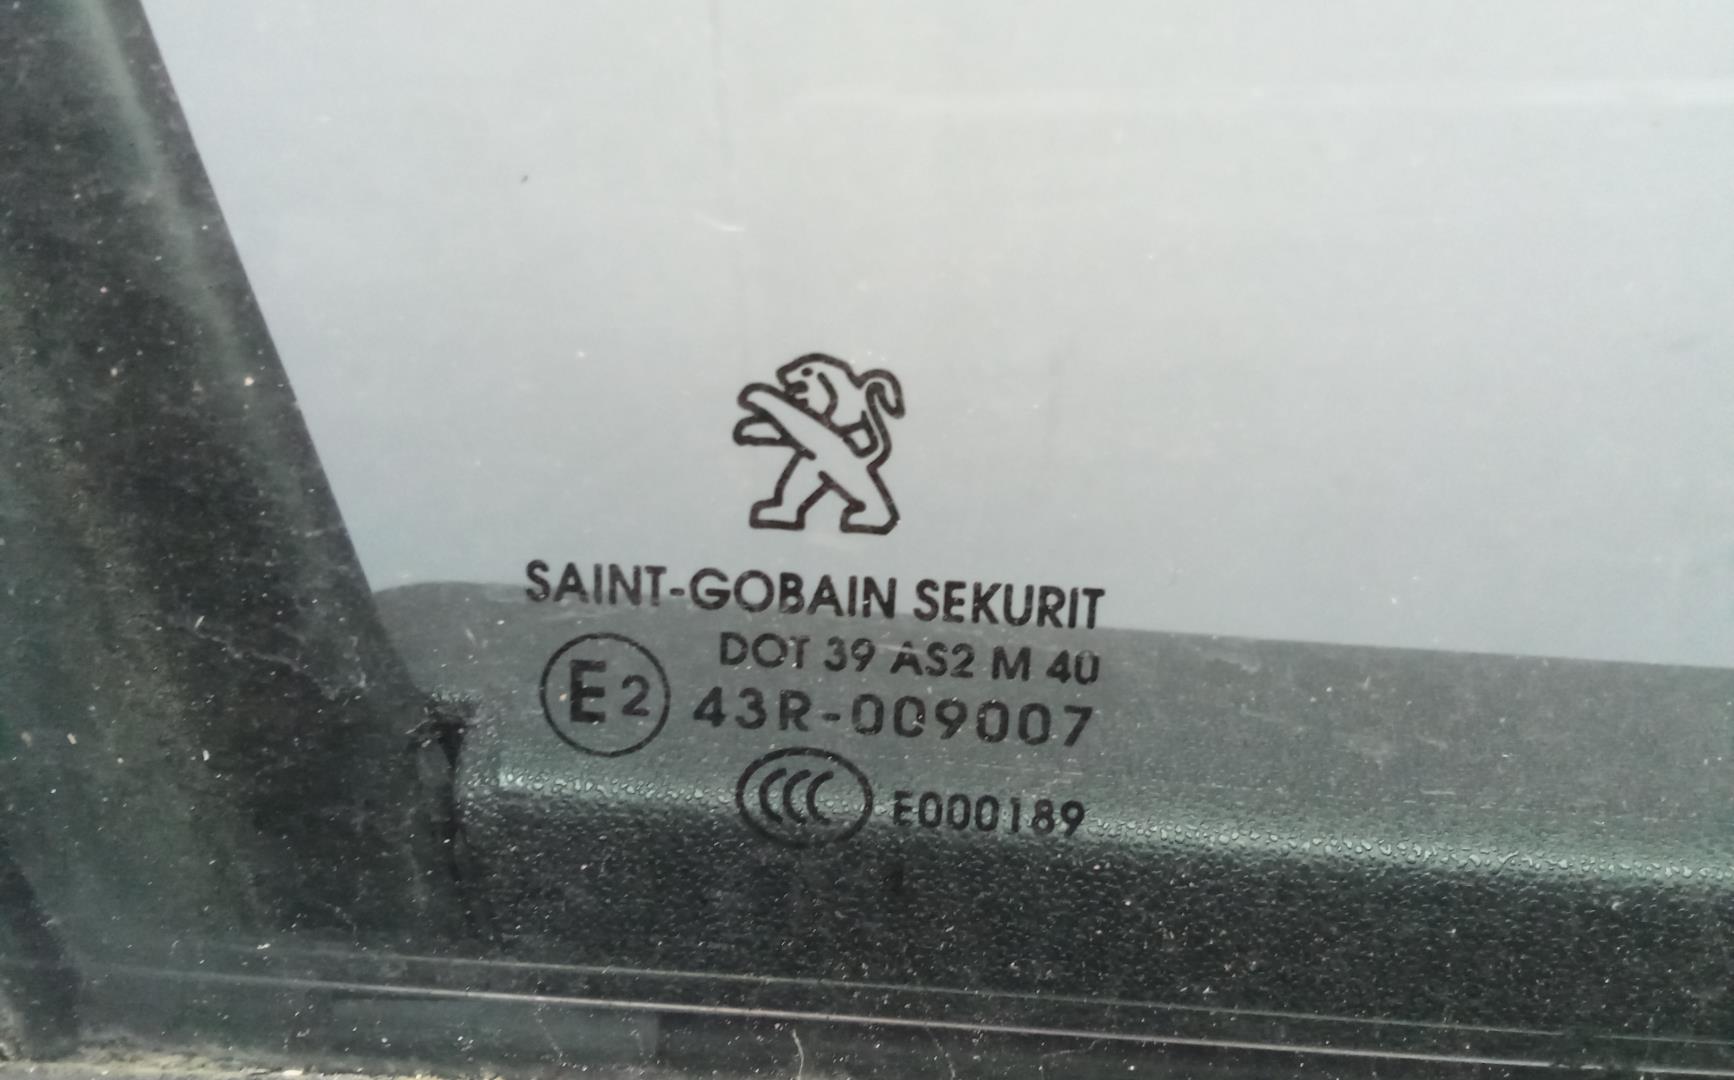 SAINT-GOBAIN SEKURIT
DOT 39 AS2 M 40
E2 43R-009007
CCC E000189